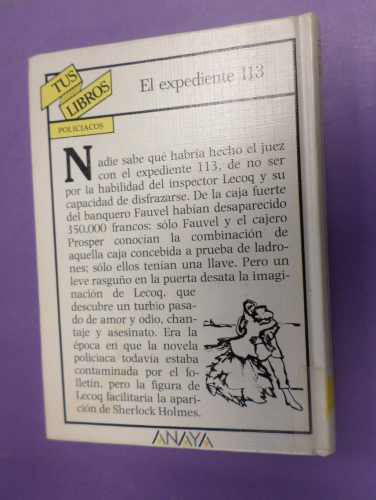 TUS
LIBROS
POLICIACOS
El expediente 113
Nadie sabe qué habría hecho el juez
con el expediente 113, de no ser
por la habilidad del inspector Lecoq y su
capacidad de disfrazarse. De la caja fuerte
del banquero Fauvel habían desaparecido
350.000 francos: sólo Fauvel y el cajero
Prosper conocían la combinación de
aquella caja concebida a prueba de ladro-
nes; sólo ellos tenían una llave. Pero un
leve rasguño en la puerta desata la imagi-
nación de Lecoq, que
descubre un turbio pasa-
do de amor y odio, chan-
taje y asesinato. Era la
época en que la novela
policiaca todavía estaba
contaminada por el fo-
lletín, pero la figura de
Lecoq facilitaría la apari-
ción de Sherlock Holmes.
ANAYA